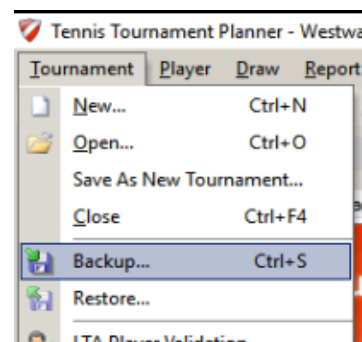 Tennis Tournament Planner - Westwa
Tournament Player Draw Report
New... Ctrl+N
Open... Ctrl+O
Save As New Tournament...
Close Ctrl+F4
Backup... Ctrl+S
Restore...
LTA Player Validation